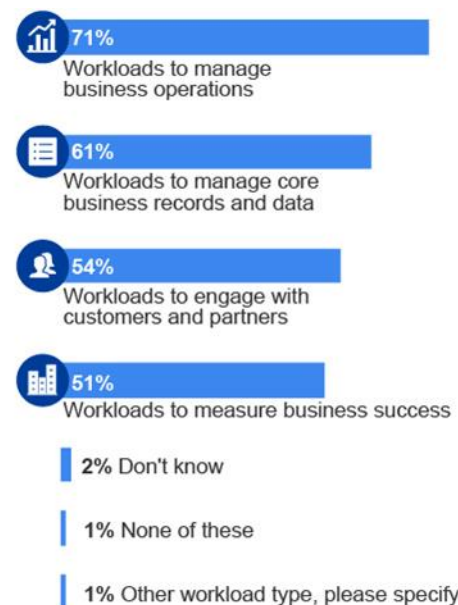 71%
Workloads to manage
business operations
61%
Workloads to manage core
business records and data
54%
Workloads to engage with
customers and partners
51%
Workloads to measure business success
2% Don't know
1% None of these
1% Other workload type, please specify